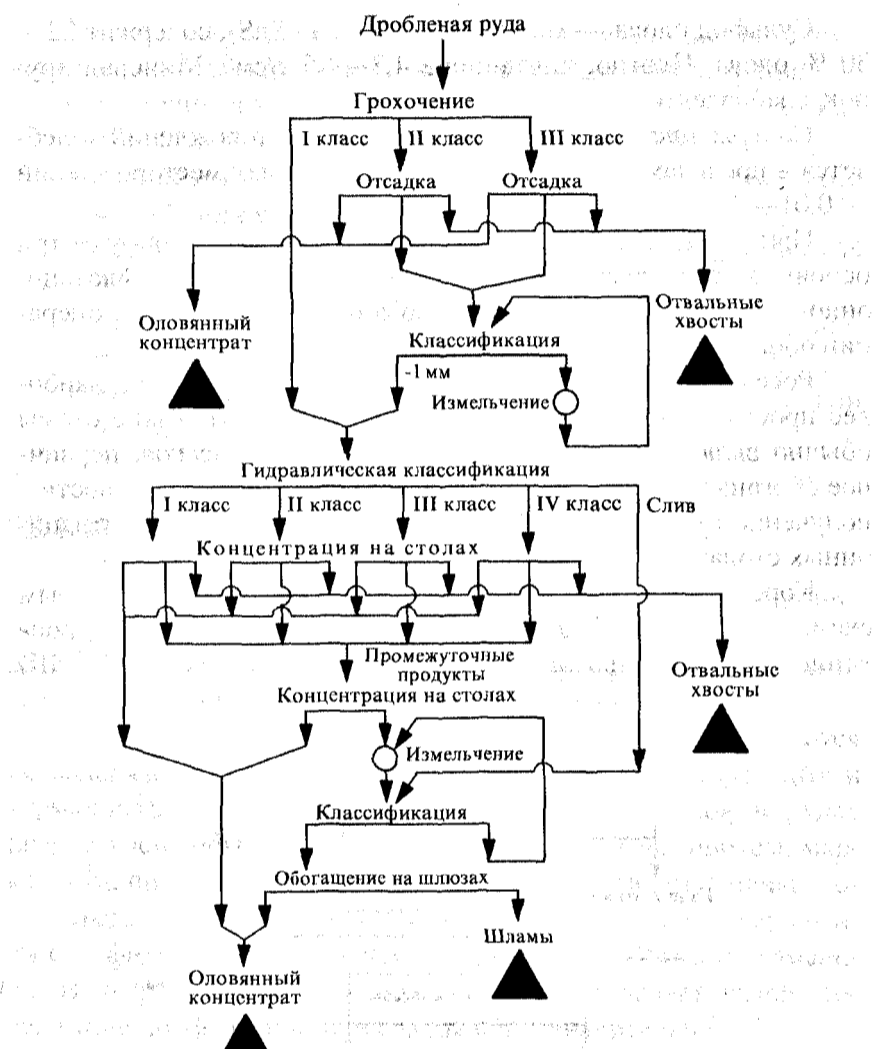 Дробленая руда
Грохочение
I класс
II класс
III класс
Отсадка
Отсадка
Оловянный
концентрат
Отвальные
хвосты
Классификация
-1 мм
Измельчение
Гидравлическая классификация
I класс
II класс
III класс
IV класс
Слив
Концентрация на столах
Промежуточные
продукты
Отвальные
хвосты
Концентрация на столах
Измельчение
Классификация
Обогащение на шлюзах
Шламы
Оловянный
концентрат